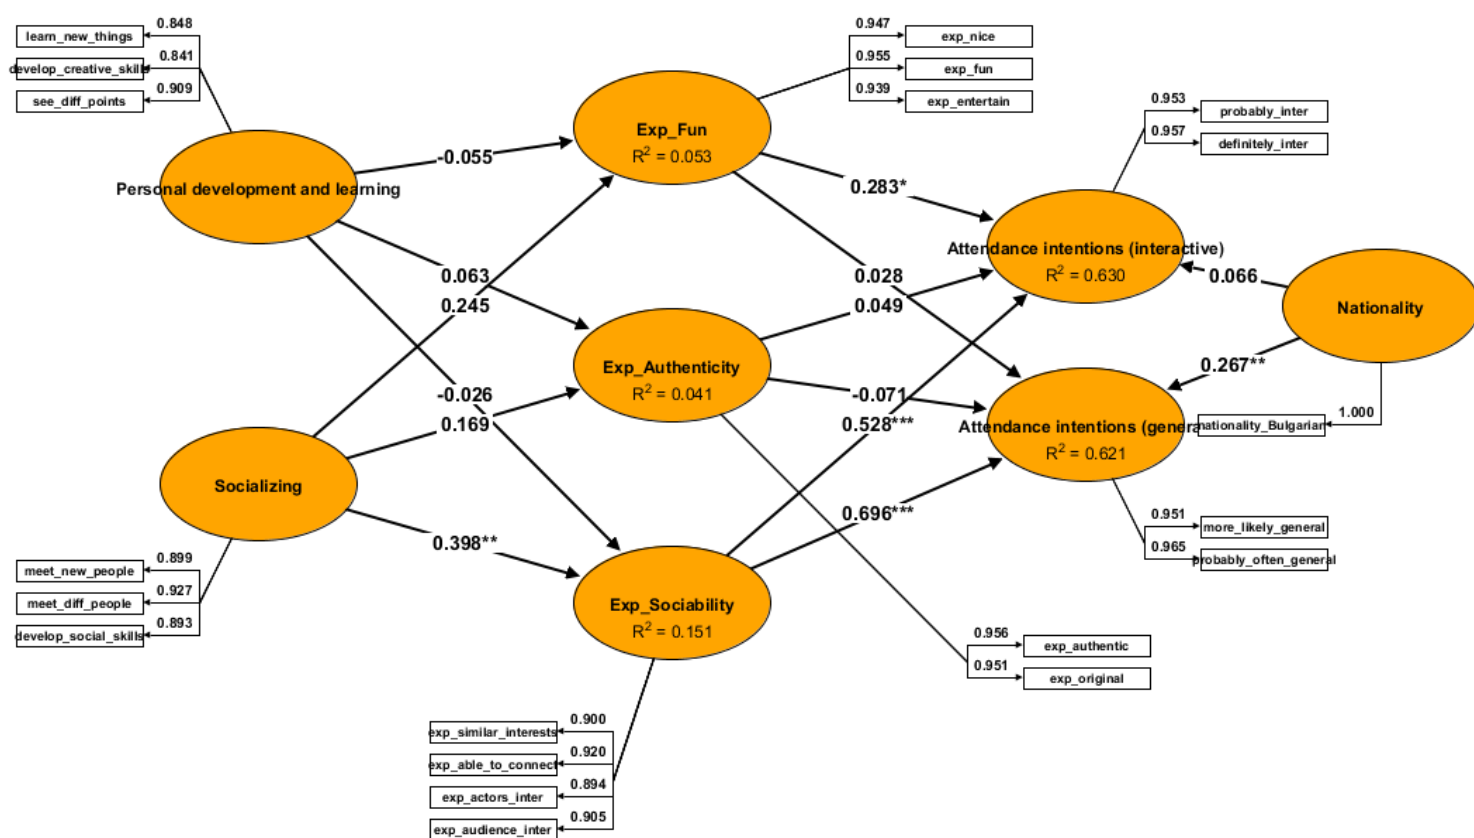 0.848
learn_new_things
0.841
develop_creative_skills
0.909
see_diff_points
Personal development and learning
-0.055
0.063
0.245
-0.026
0.169
Socializing
0.398**
0.899
meet_new_people
0.927
meet_diff_people
0.893
develop_social_skills
0.947
exp_nice
0.955
exp_fun
0.939
exp_entertain
Exp_Fun
R² = 0.053
0.283*
0.028
0.049
Exp_Authenticity
R² = 0.041
-0.071
0.528***
0.696***
Exp_Sociability
R² = 0.151
0.900
exp_similar_interests
0.920
exp_able_to_connect
0.894
exp_actors_inter
0.905
exp_audience_inter
0.953
probably_inter
0.957
definitely_inter
Attendance intentions (interactive)
R² = 0.630
0.066
Nationality
0.267**
1.000
nationality_Bulgarian
Attendance intentions (genera
R² = 0.621
0.951
more_likely_general
0.965
probably_often_general
0.956
exp_authentic
0.951
exp_original